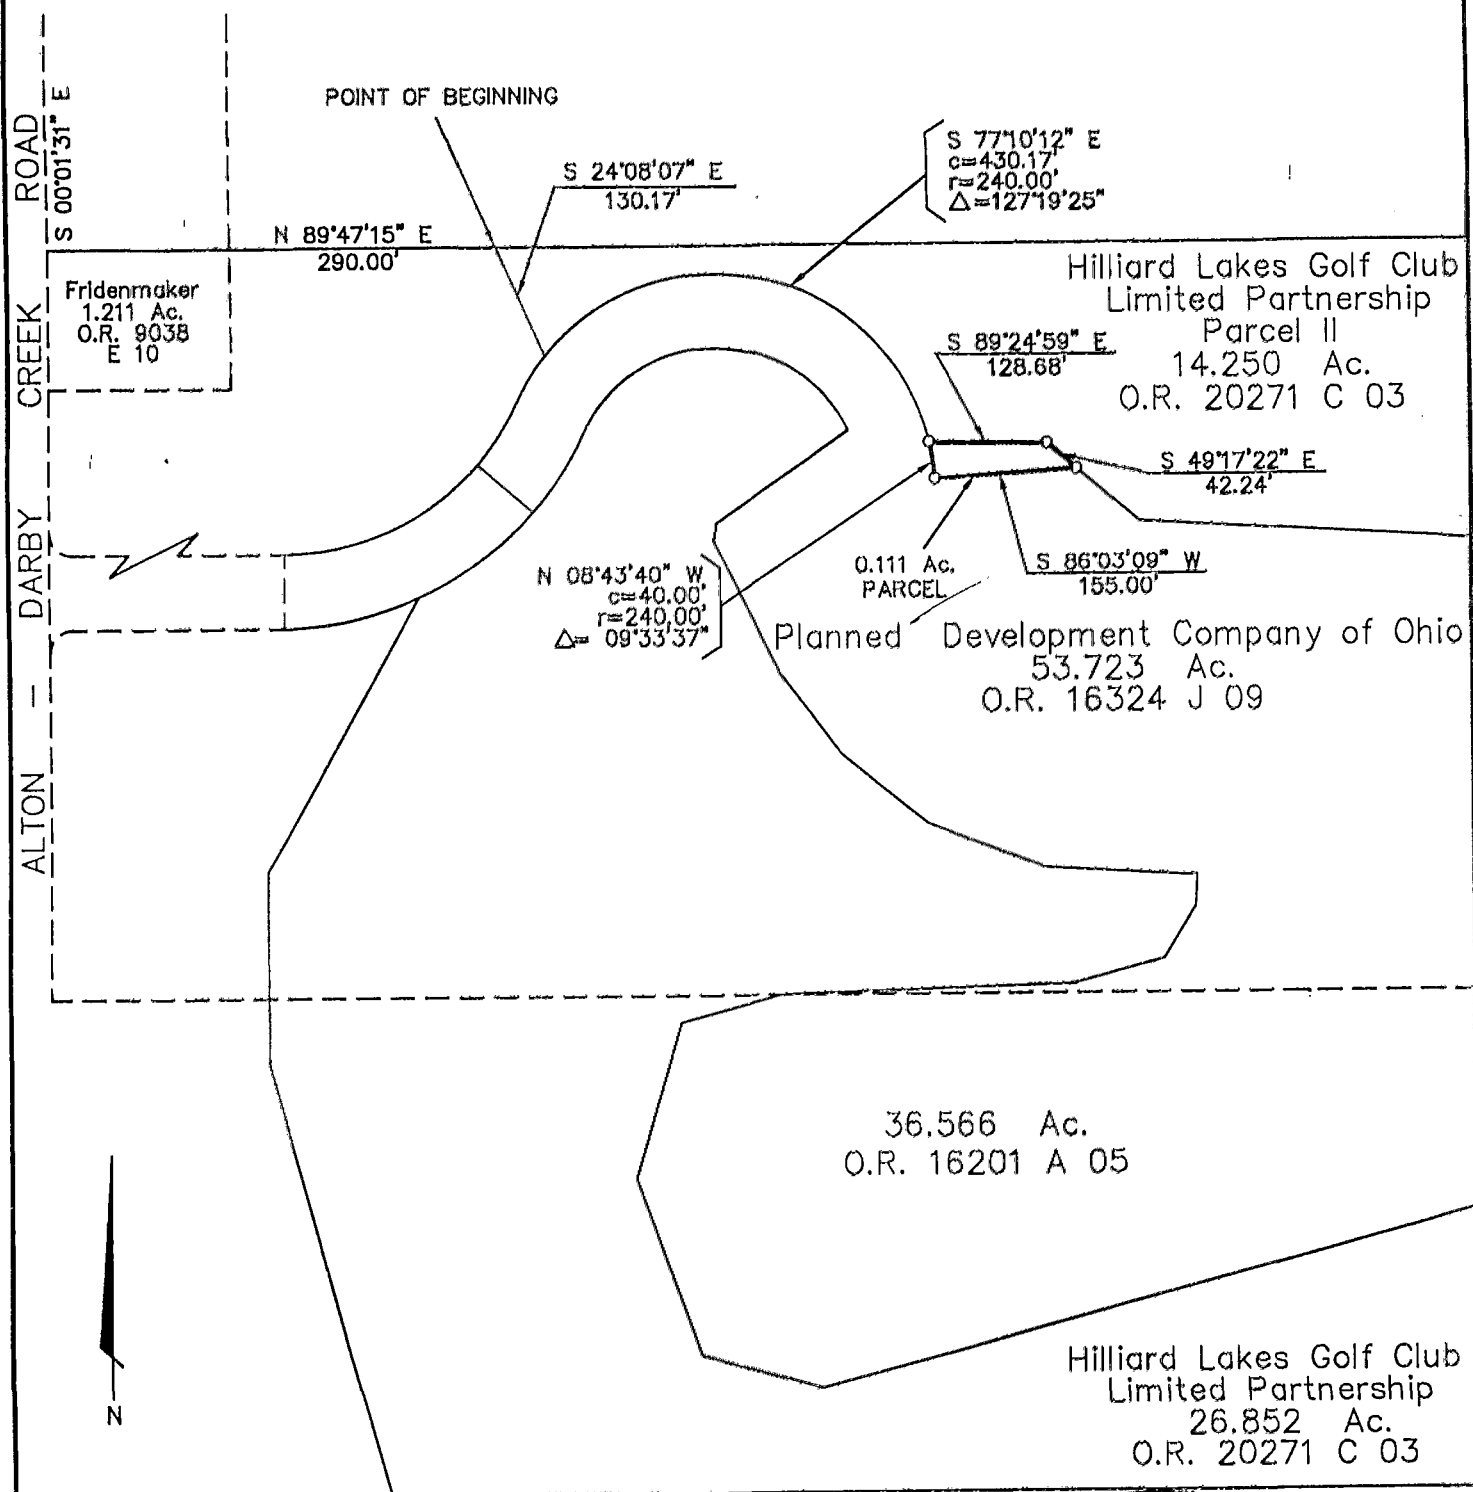 POINT OF BEGINNING
S 24°08'07" E
130.17'
S 77°10'12" E
c=430.17'
r=240.00'
Δ=127°19'25"
ALTON - DARBY CREEK ROAD
S 00°01'31" E
N 89°47'15" E
290.00'
Fridenmaker
1.211 Ac.
O.R. 9038
E 10
Hilliard Lakes Golf Club
Limited Partnership
Parcel II
14.250 Ac.
O.R. 20271 C 03
S 89°24'59" E
128.68'
S 49°17'22" E
42.24'
N 08°43'40" W
c=40.00'
r=240.00'
Δ= 09°33'37"
0.111 Ac.
PARCEL
S 86°03'09" W
155.00'
Planned Development Company of Ohio
53.723 Ac.
O.R. 16324 J 09
36.566 Ac.
O.R. 16201 A 05
N
Hilliard Lakes Golf Club
Limited Partnership
26.852 Ac.
O.R. 20271 C 03